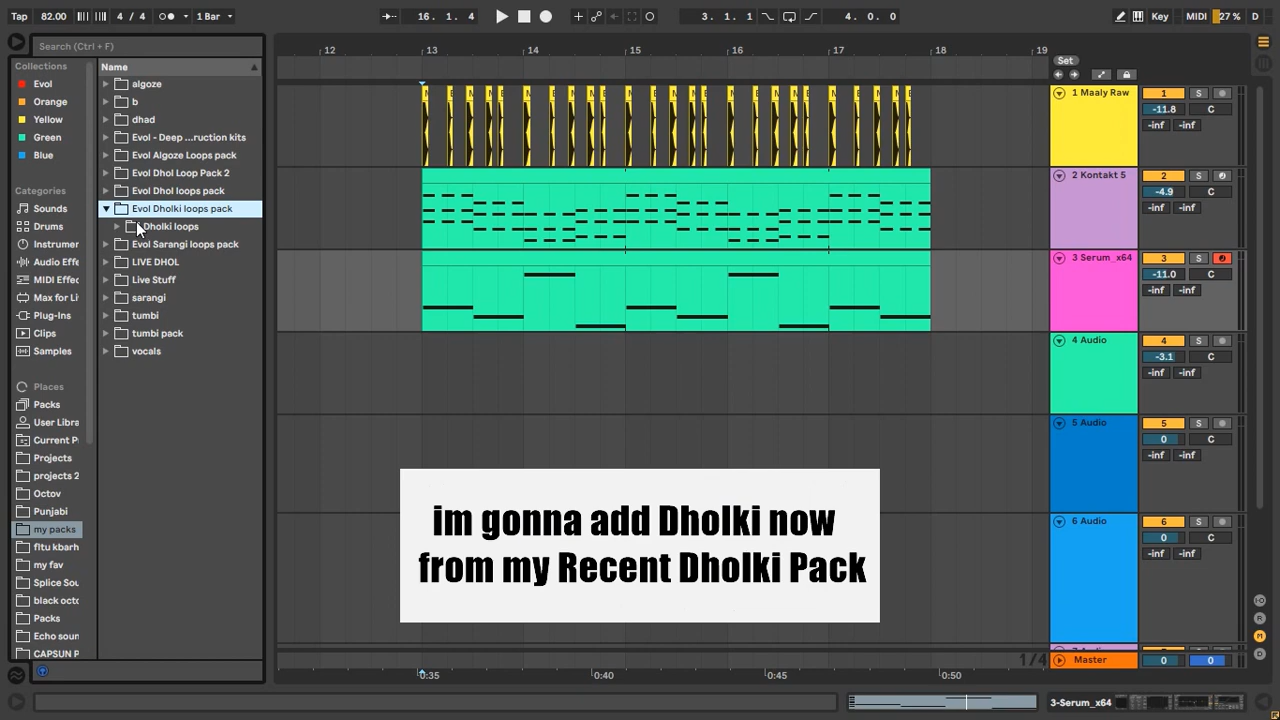 Tap 82.00 4 / 4 1 Bar 16. 1. 4 3. 1. 1 4. 0. 0 Key MIDI 27 % D
Search (Ctrl + F)
Collections
Evol
Orange
Yellow
Green
Blue
Categories
Sounds
Drums
Instrumer
Audio Effe
MIDI Effec
Max for Li
Plug-Ins
Clips
Samples
Places
Packs
User Libra
Current Pr
Projects
projects 2
Octov
Punjabi
my packs
fltu kbarh
my fav
Splice Sou
black octo
Packs
Echo soun
CAPSUN P
Name
algoze
b
dhad
Evol - Deep ...ruction kits
Evol Algoze Loops pack
Evol Dhol Loop Pack 2
Evol Dhol loops pack
Evol Dholki loops pack
Dholki loops
Evol Sarangi loops pack
LIVE DHOL
Live Stuff
sarangi
tumbi
tumbi pack
vocals
12 13 14 15 16 17 18 19
Set
1 Maaly Raw 1 S
-11.8 C
-inf -inf
2 Kontakt 5 2 S
-4.9 C
-inf -inf
3 Serum_x64 3 S
-11.0 C
-inf -inf
4 Audio 4 S
-3.1 C
-inf -inf
5 Audio 5 S
0 C
-inf -inf
6 Audio 6 S
0 C
-inf -inf
im gonna add Dholki now
from my Recent Dholki Pack
1/4 Master 0 0
0:35 0:40 0:45 0:50
3-Serum_x64